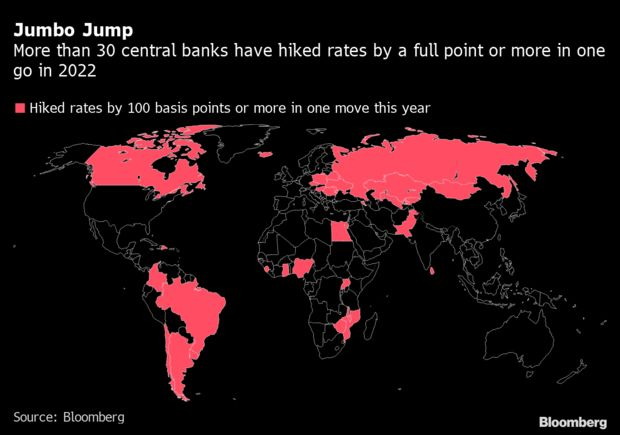 Jumbo Jump
More than 30 central banks have hiked rates by a full point or more in one
go in 2022
Hiked rates by 100 basis points or more in one move this year
Source: Bloomberg
Bloomberg